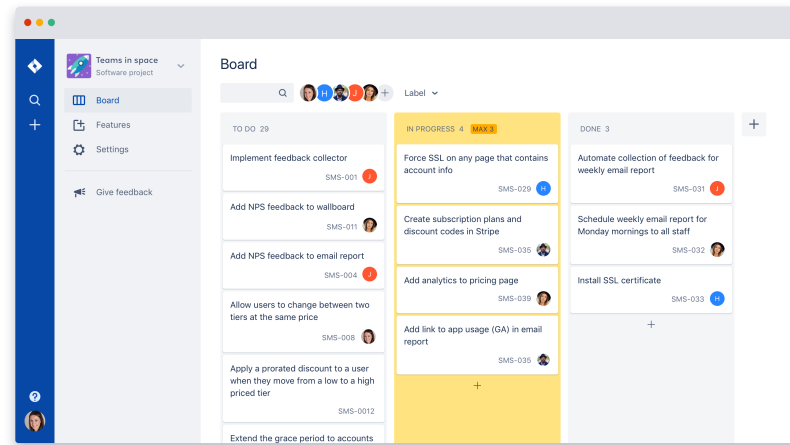 Teams in space
Software project
Board
Features
Settings
Give feedback
Board
H
J
+
Label
TO DO 29
Implement feedback collector
SMS-001 J
Add NPS feedback to wallboard
SMS-011
Add NPS feedback to email report
SMS-004 J
Allow users to change between two
tiers at the same price
SMS-008
Apply a prorated discount to a user
when they move from a low to a high
priced tier
SMS-0012
Extend the grace period to accounts
IN PROGRESS 4 MAX 3
Force SSL on any page that contains
account info
SMS-029 H
Create subscription plans and
discount codes in Stripe
SMS-035
Add analytics to pricing page
SMS-039
Add link to app usage (GA) in email
report
SMS-035
+
DONE 3
Automate collection of feedback for
weekly email report
SMS-031 J
Schedule weekly email report for
Monday mornings to all staff
SMS-032
Install SSL certificate
SMS-033 H
+
+
?